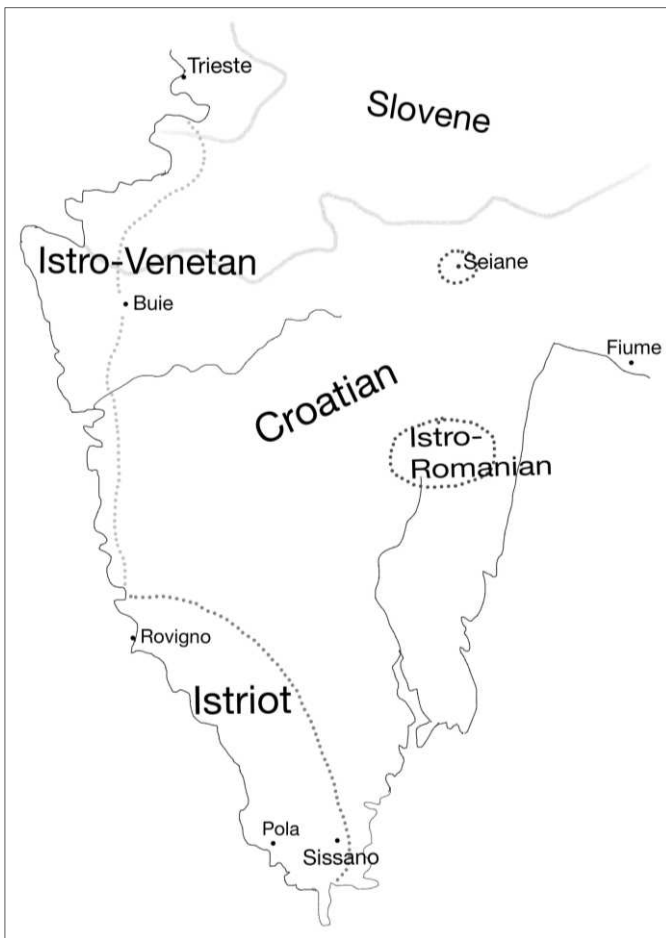 Trieste
Slovene
Istro-Venetan
Seiane
Buie
Fiume
Croatian
Istro-
Romanian
Rovigno
Istriot
Pola
Sissano